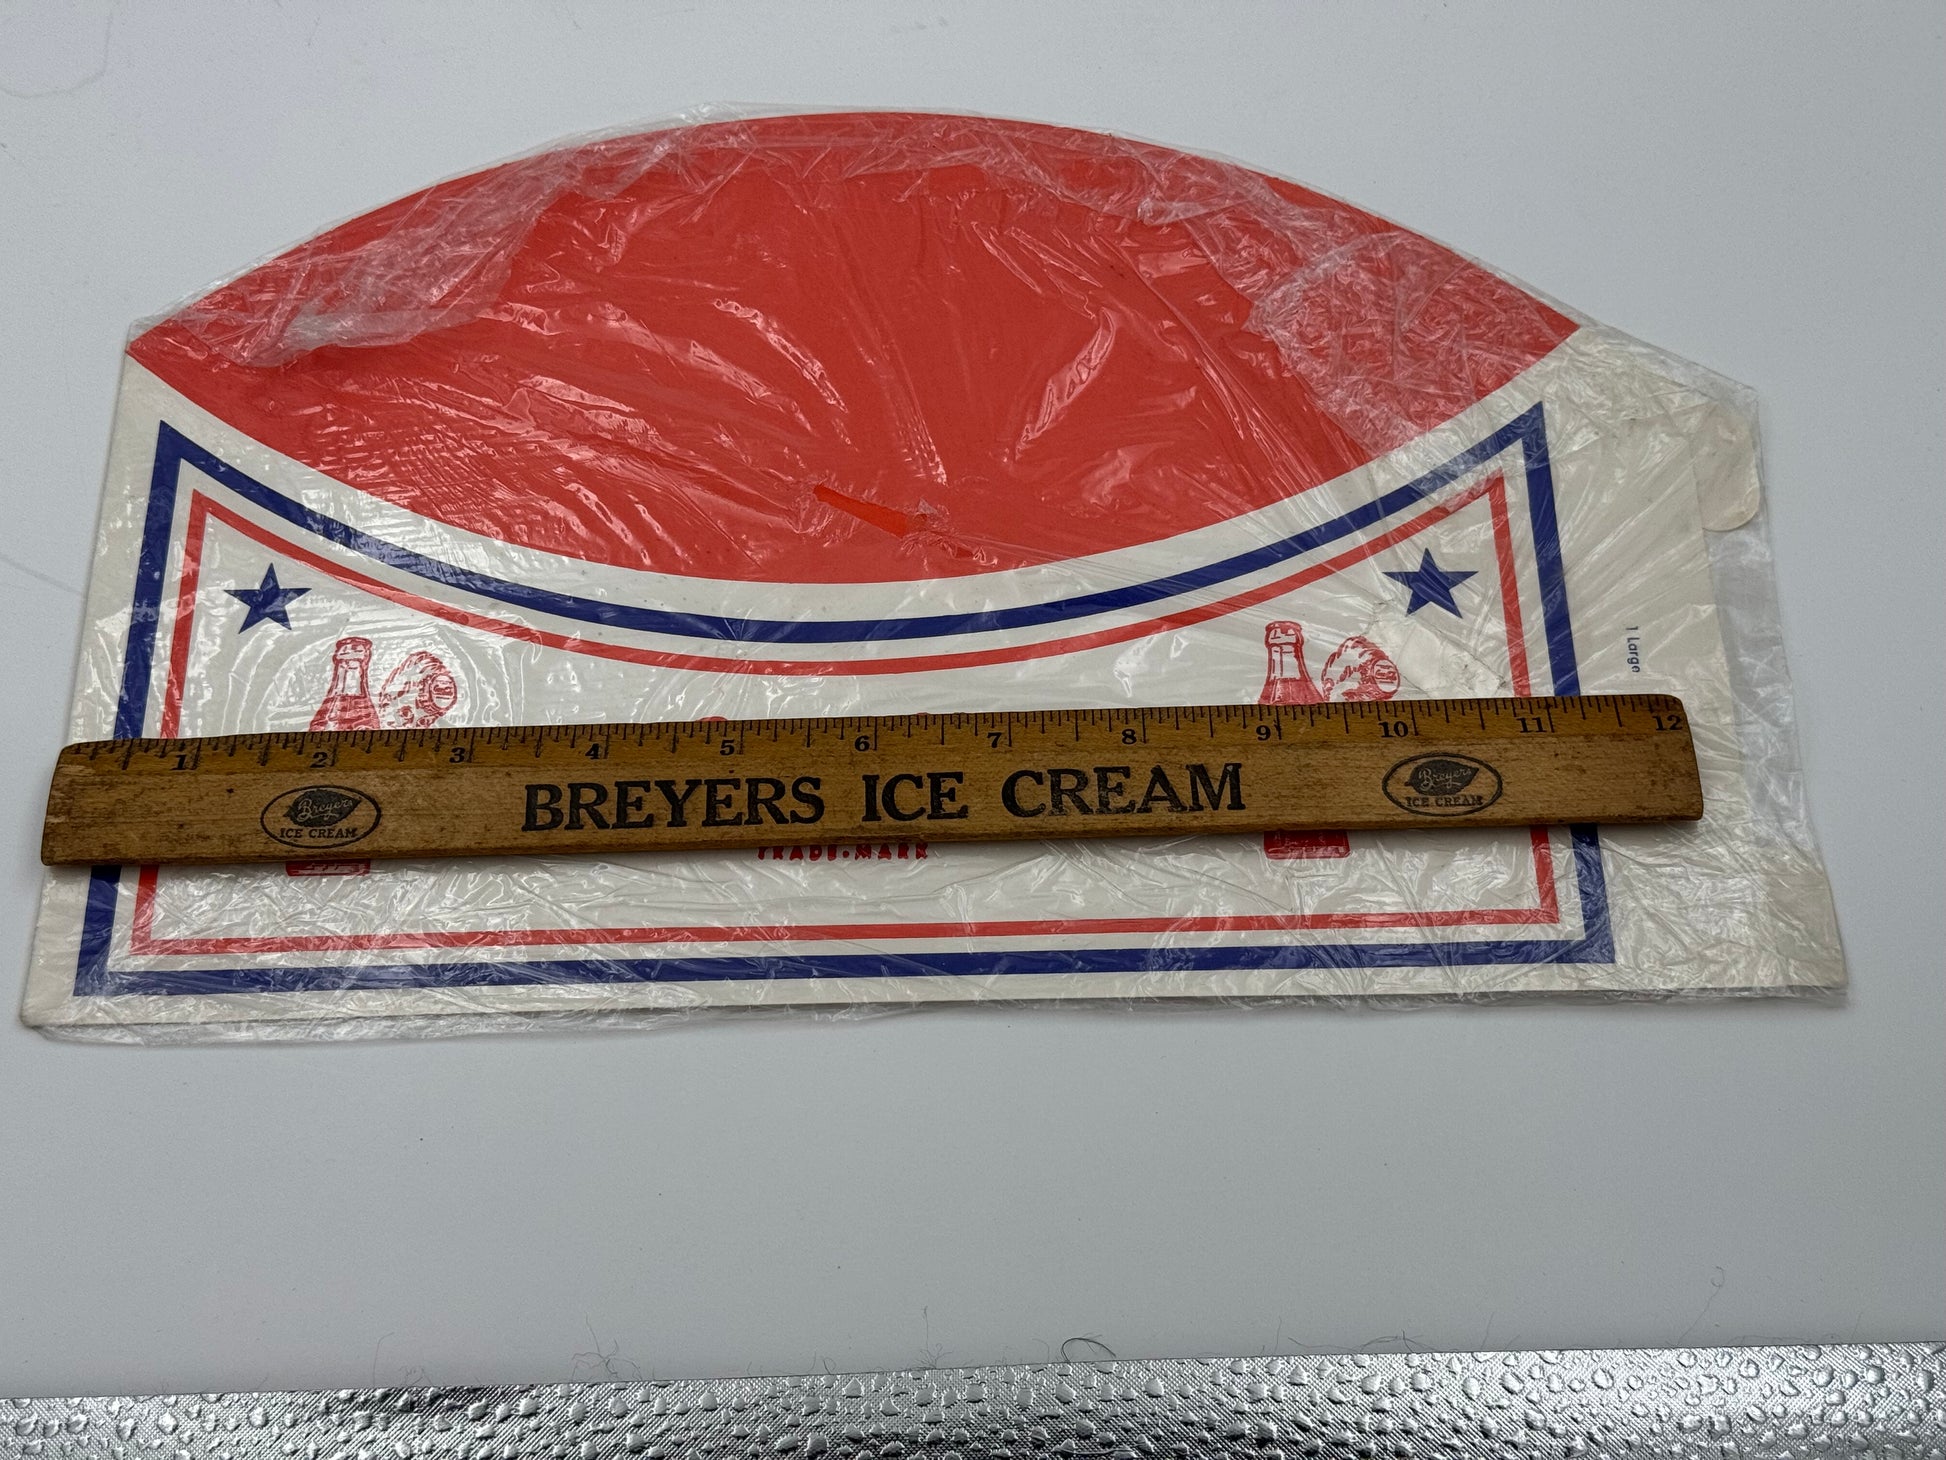 1 Large
1 2 3 4 5 6 7 8 9 10 11 12
Breyers
ICE CREAM
BREYERS ICE CREAM
Breyers
ICE CREAM
TRADE-MARK